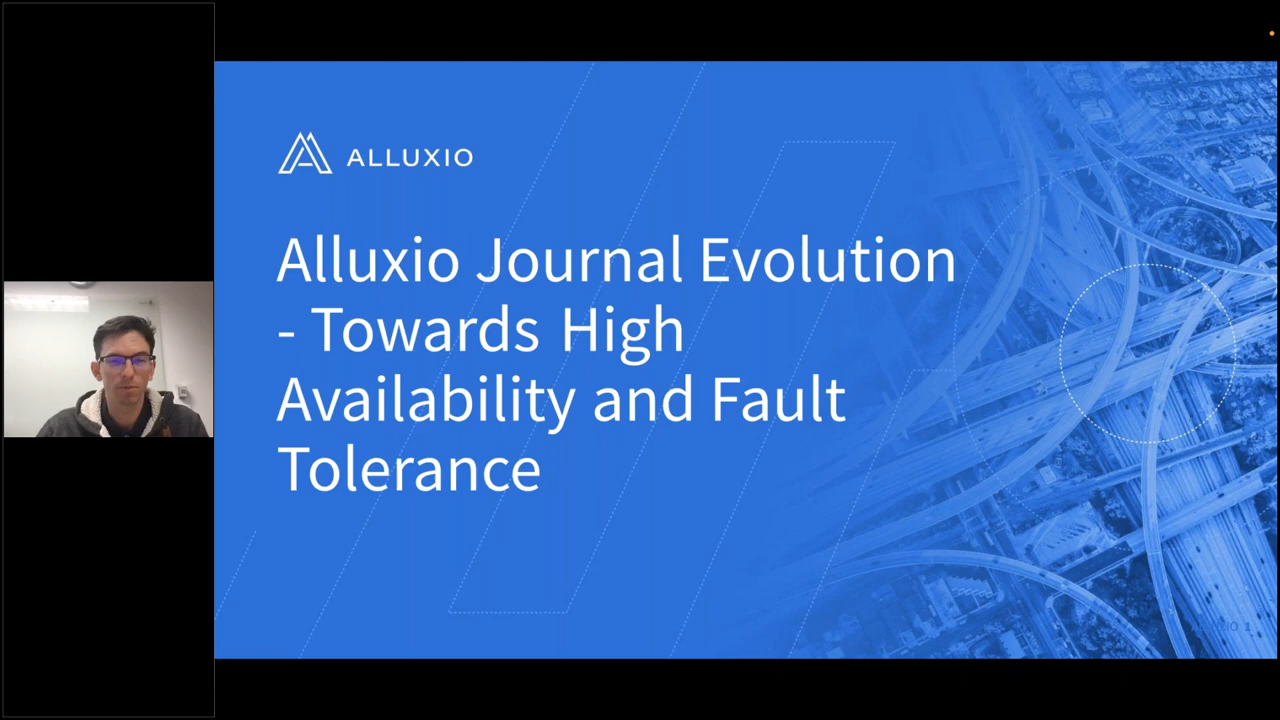 ALLUXIO
Alluxio Journal Evolution
- Towards High
Availability and Fault
Tolerance